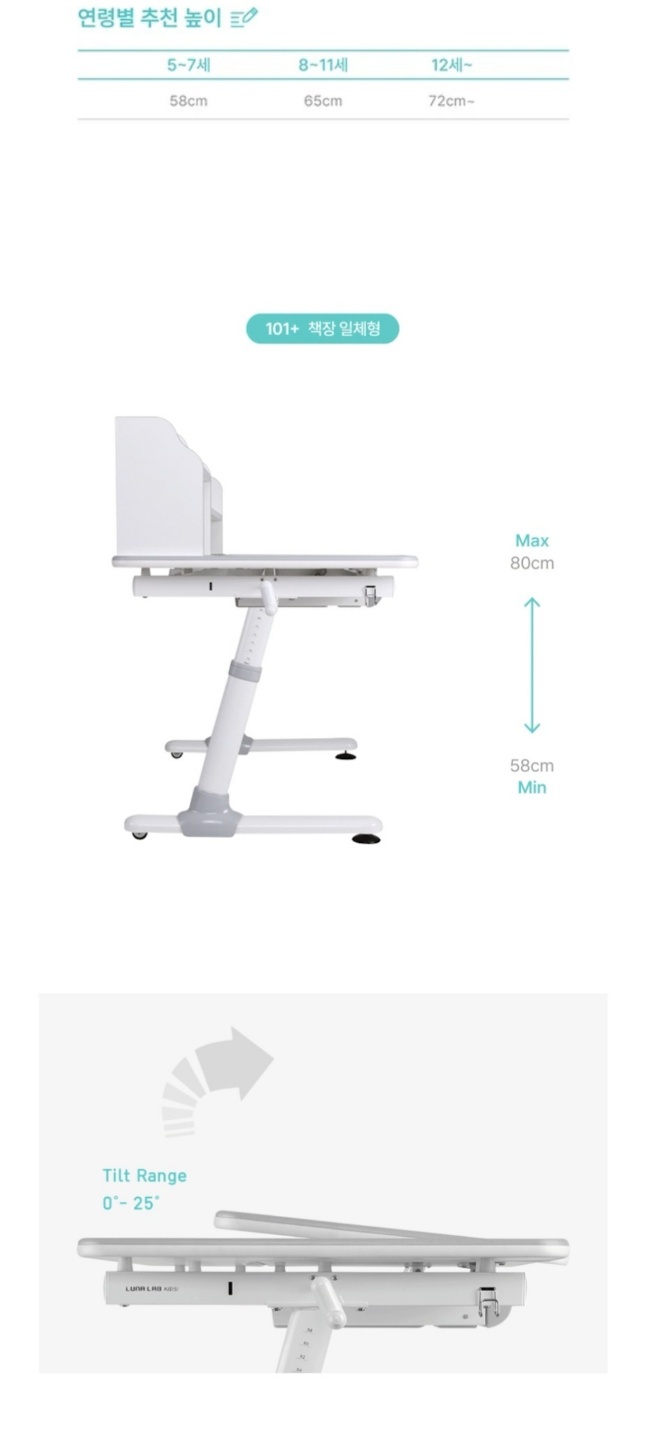 연령별 추천 높이
5~7세 8~11세 12세~
58cm 65cm 72cm~
101+ 책장 일체형
Max
80cm
58cm
Min
Tilt Range
0°- 25°
LUNA LAB KIDS